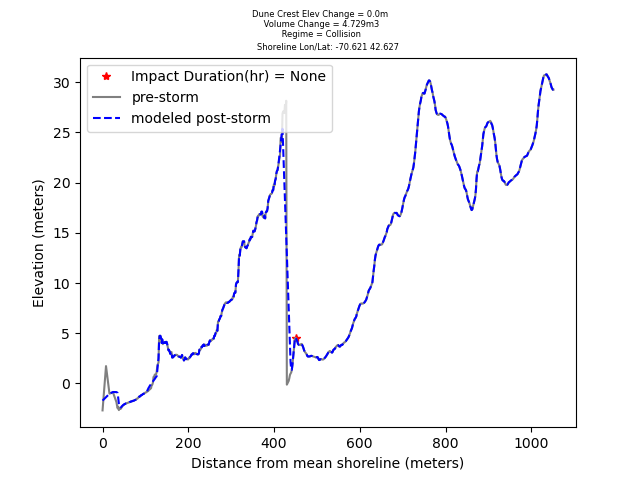 Dune Crest Elev Change = 0.0m
Volume Change = 4.729m3
Regime = Collision
Shoreline Lon/Lat: -70.621 42.627
Impact Duration(hr) = None
pre-storm
modeled post-storm
30
25
20
15
10
5
0
Elevation (meters)
0 200 400 600 800 1000
Distance from mean shoreline (meters)